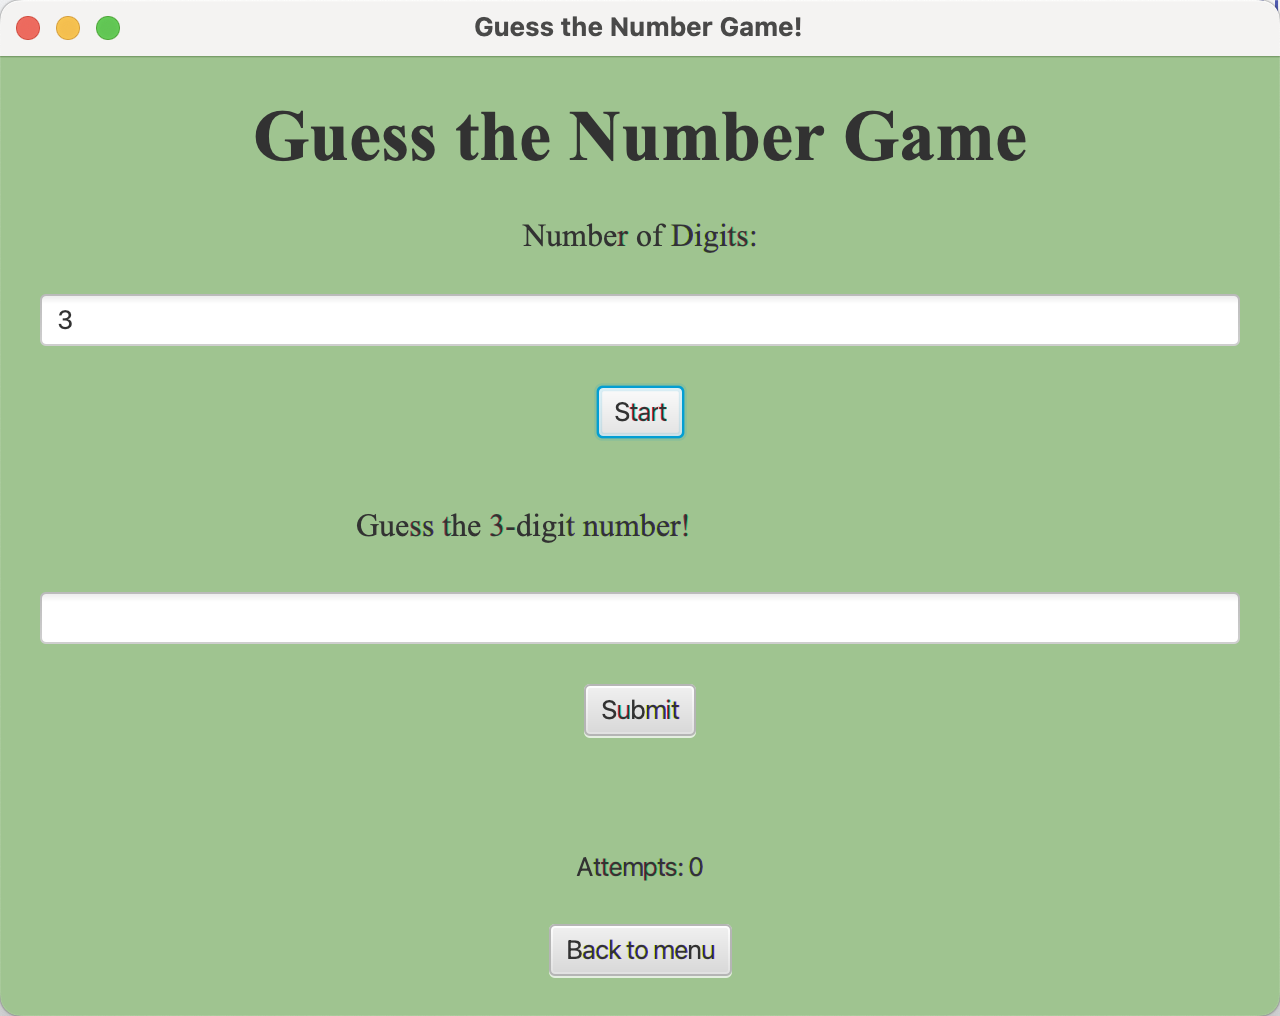 Guess the Number Game!
Guess the Number Game
Number of Digits:
3
Start
Guess the 3-digit number!
Submit
Attempts: 0
Back to menu